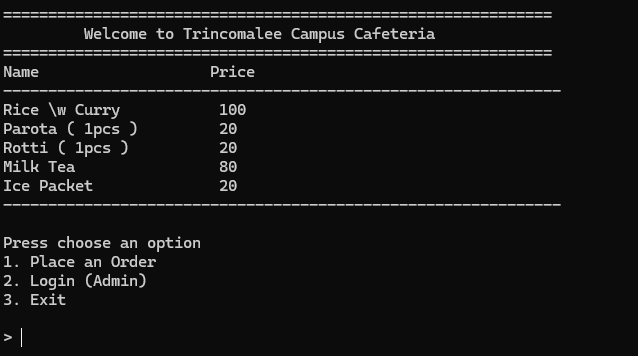 =============================================================
Welcome to Trincomalee Campus Cafeteria
=============================================================
Name Price
--------------------------------------------------------------
Rice \w Curry 100
Parota ( 1pcs ) 20
Rotti ( 1pcs ) 20
Milk Tea 80
Ice Packet 20
--------------------------------------------------------------
Press choose an option
1. Place an Order
2. Login (Admin)
3. Exit
>